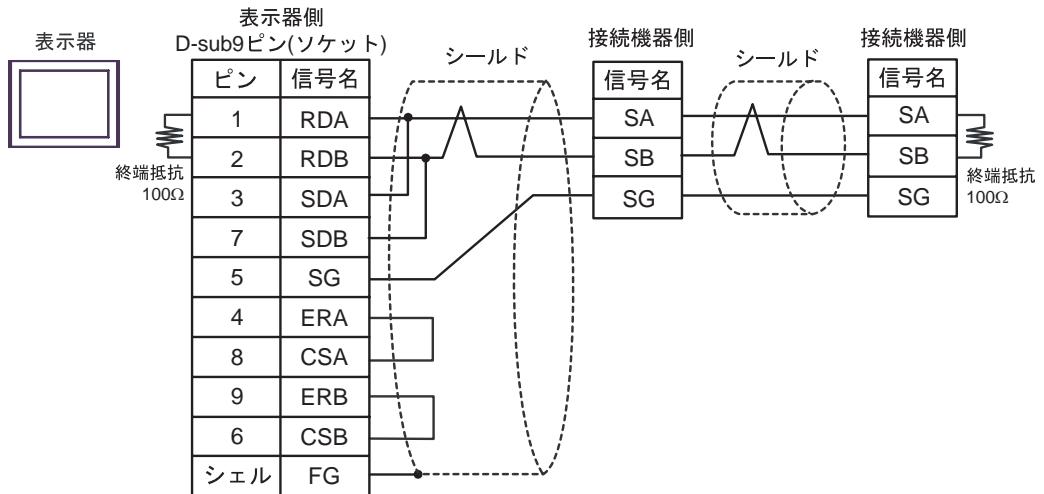 表示器
表示器側
D-sub9ピン(ソケット)
ピン 信号名
1 RDA
2 RDB
3 SDA
7 SDB
5 SG
4 ERA
8 CSA
9 ERB
6 CSB
シェル FG
終端抵抗
100Ω
シールド
接続機器側
信号名
SA
SB
SG
シールド
接続機器側
信号名
SA
SB
SG
終端抵抗
100Ω